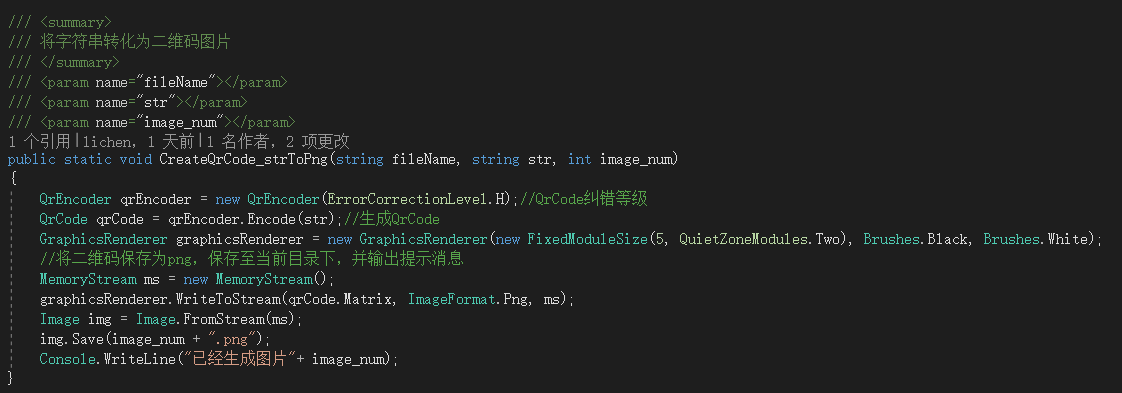 /// <summary>
/// 将字符串转化为二维码图片
/// </summary>
/// <param name="fileName"></param>
/// <param name="str"></param>
/// <param name="image_num"></param>
1 个引用|lichen，1 天前|1 名作者，2 项更改
public static void CreateQrCode_strToPng(string fileName, string str, int image_num)
{
QrEncoder qrEncoder = new QrEncoder(ErrorCorrectionLevel.H);//QrCode纠错等级
QrCode qrCode = qrEncoder.Encode(str);//生成QrCode
GraphicsRenderer graphicsRenderer = new GraphicsRenderer(new FixedModuleSize(5, QuietZoneModules.Two), Brushes.Black, Brushes.White);
//将二维码保存为png，保存至当前目录下，并输出提示消息
MemoryStream ms = new MemoryStream();
graphicsRenderer.WriteToStream(qrCode.Matrix, ImageFormat.Png, ms);
Image img = Image.FromStream(ms);
img.Save(image_num + ".png");
Console.WriteLine("已经生成图片"+ image_num);
}